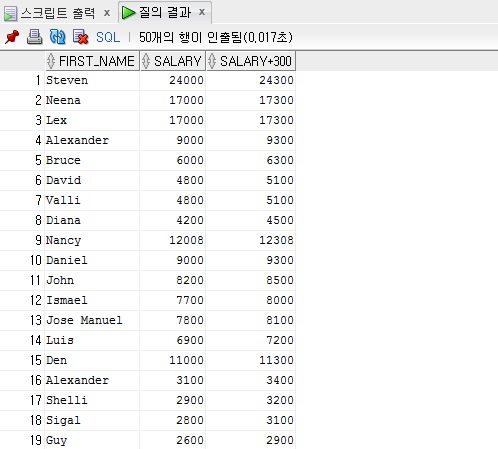 스크립트 출력 x 질의 결과 x
SQL | 50개의 행이 인출됨(0,017초)
FIRST_NAME SALARY SALARY+300
1 Steven 24000 24300
2 Neena 17000 17300
3 Lex 17000 17300
4 Alexander 9000 9300
5 Bruce 6000 6300
6 David 4800 5100
7 Valli 4800 5100
8 Diana 4200 4500
9 Nancy 12008 12308
10 Daniel 9000 9300
11 John 8200 8500
12 Ismael 7700 8000
13 Jose Manuel 7800 8100
14 Luis 6900 7200
15 Den 11000 11300
16 Alexander 3100 3400
17 Shelli 2900 3200
18 Sigal 2800 3100
19 Guy 2600 2900